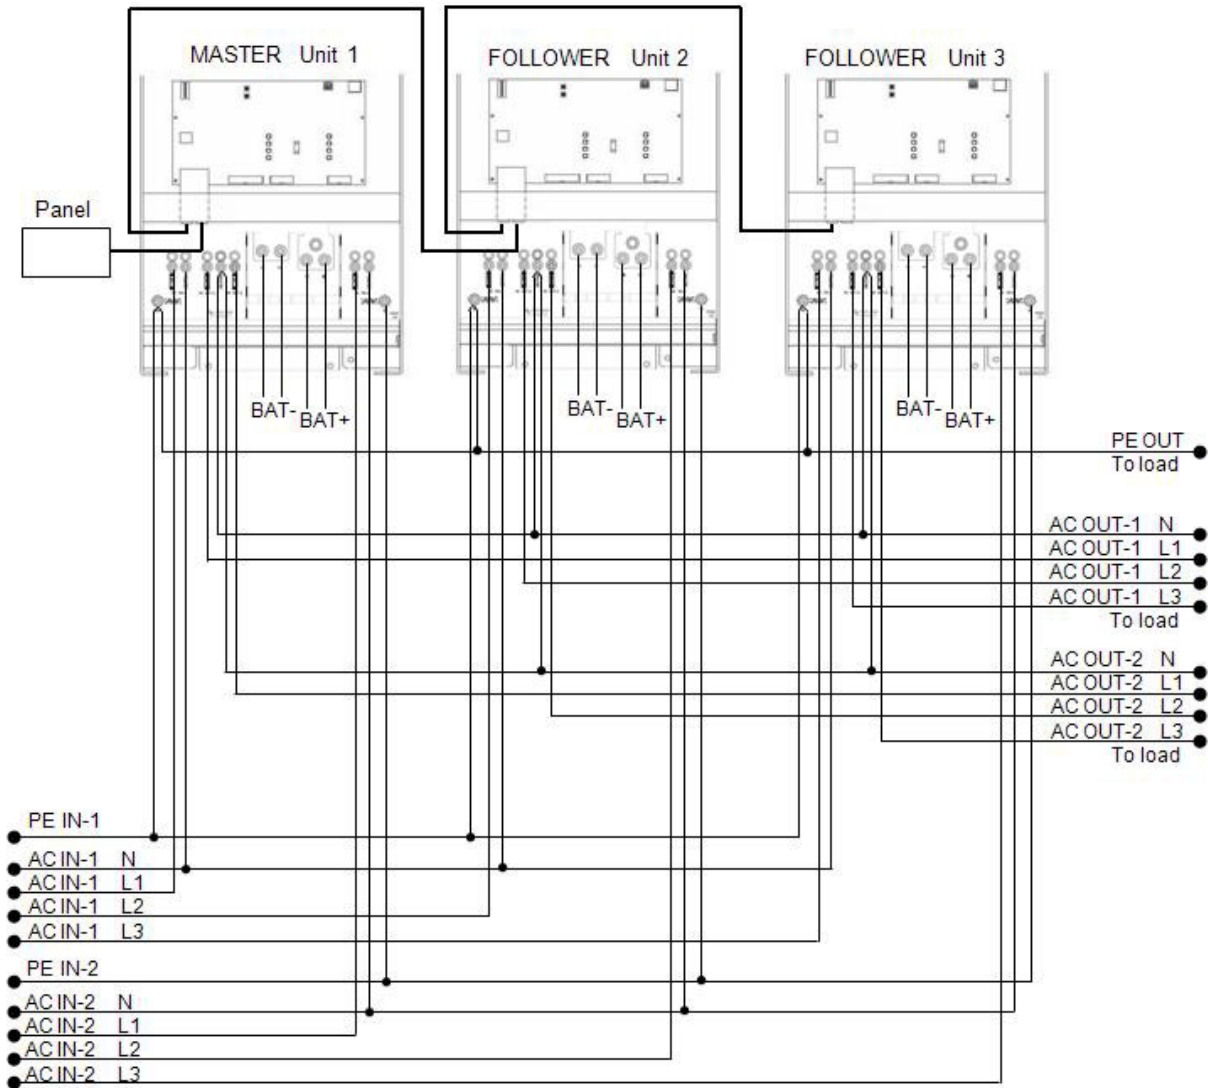 MASTER Unit 1
FOLLOWER Unit 2
FOLLOWER Unit 3
Panel
BAT-
BAT+
BAT-
BAT+
BAT-
BAT+
PE OUT
To load
AC OUT-1 N
AC OUT-1 L1
AC OUT-1 L2
AC OUT-1 L3
To load
AC OUT-2 N
AC OUT-2 L1
AC OUT-2 L2
AC OUT-2 L3
To load
PE IN-1
AC IN-1 N
AC IN-1 L1
AC IN-1 L2
AC IN-1 L3
PE IN-2
AC IN-2 N
AC IN-2 L1
AC IN-2 L2
AC IN-2 L3